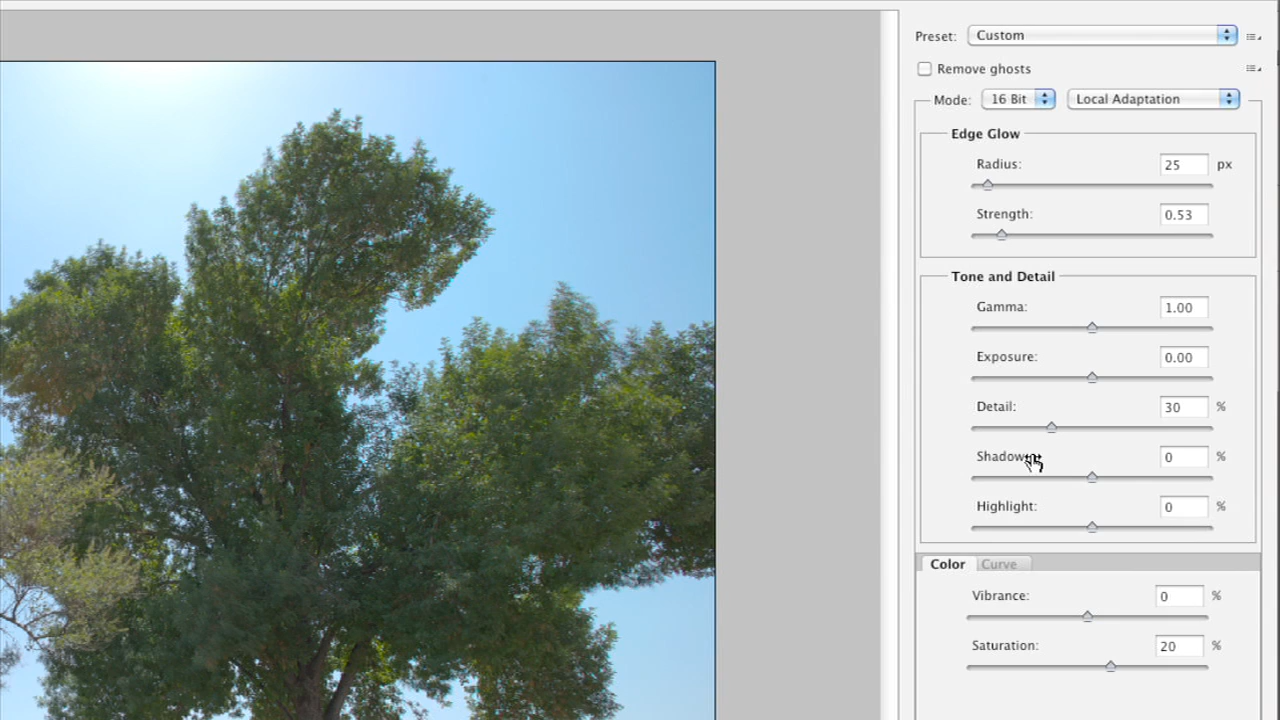 Preset: Custom
Remove ghosts
Mode: 16 Bit Local Adaptation
Edge Glow
Radius: 25 px
Strength: 0.53
Tone and Detail
Gamma: 1.00
Exposure: 0.00
Detail: 30 %
Shadow 0 %
Highlight: 0 %
Color Curve
Vibrance: 0 %
Saturation: 20 %